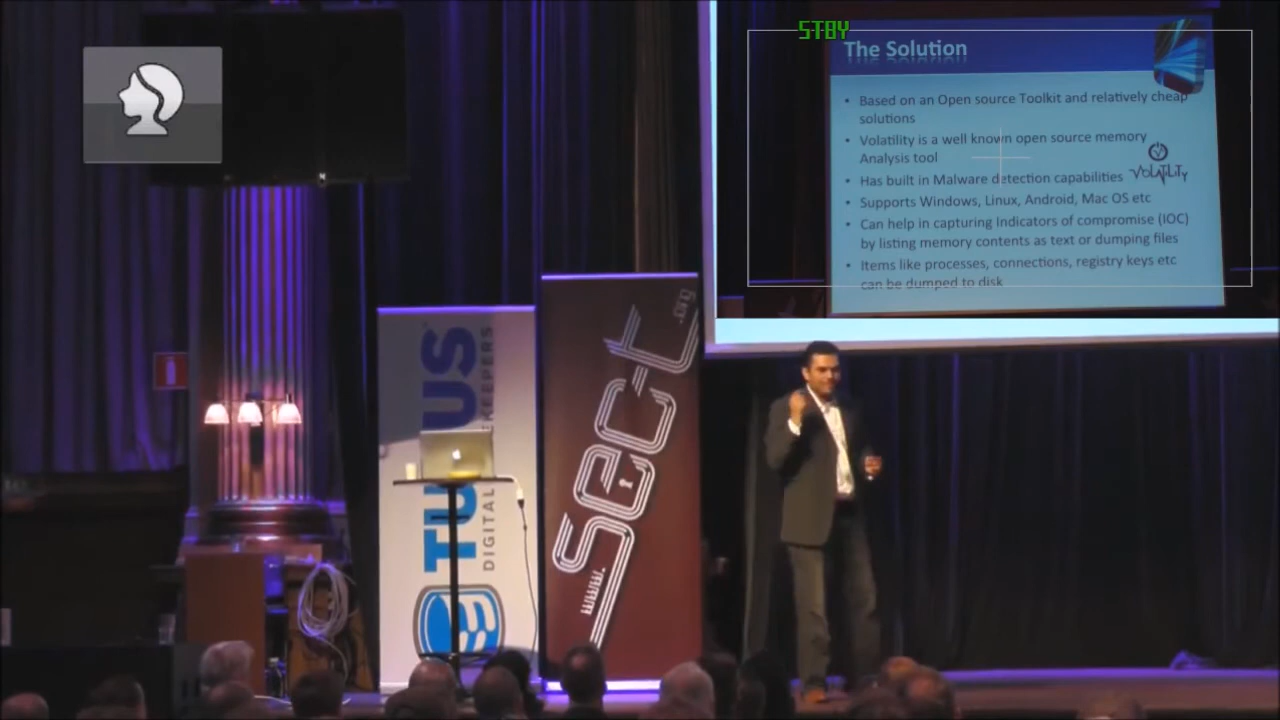 STBY
The Solution
• Based on an Open source Toolkit and relatively cheap
solutions
• Volatility is a well known open source memory
Analysis tool
• Has built in Malware detection capabilities
VOLATILITY
• Supports Windows, Linux, Android, Mac OS etc
• Can help in capturing Indicators of compromise (IOC)
by listing memory contents as text or dumping files
• Items like processes, connections, registry keys etc
can be dumped to disk
www.sec-t.org
DIGITAL